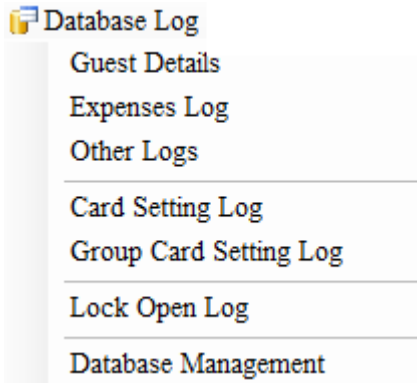 Database Log
Guest Details
Expenses Log
Other Logs
Card Setting Log
Group Card Setting Log
Lock Open Log
Database Management